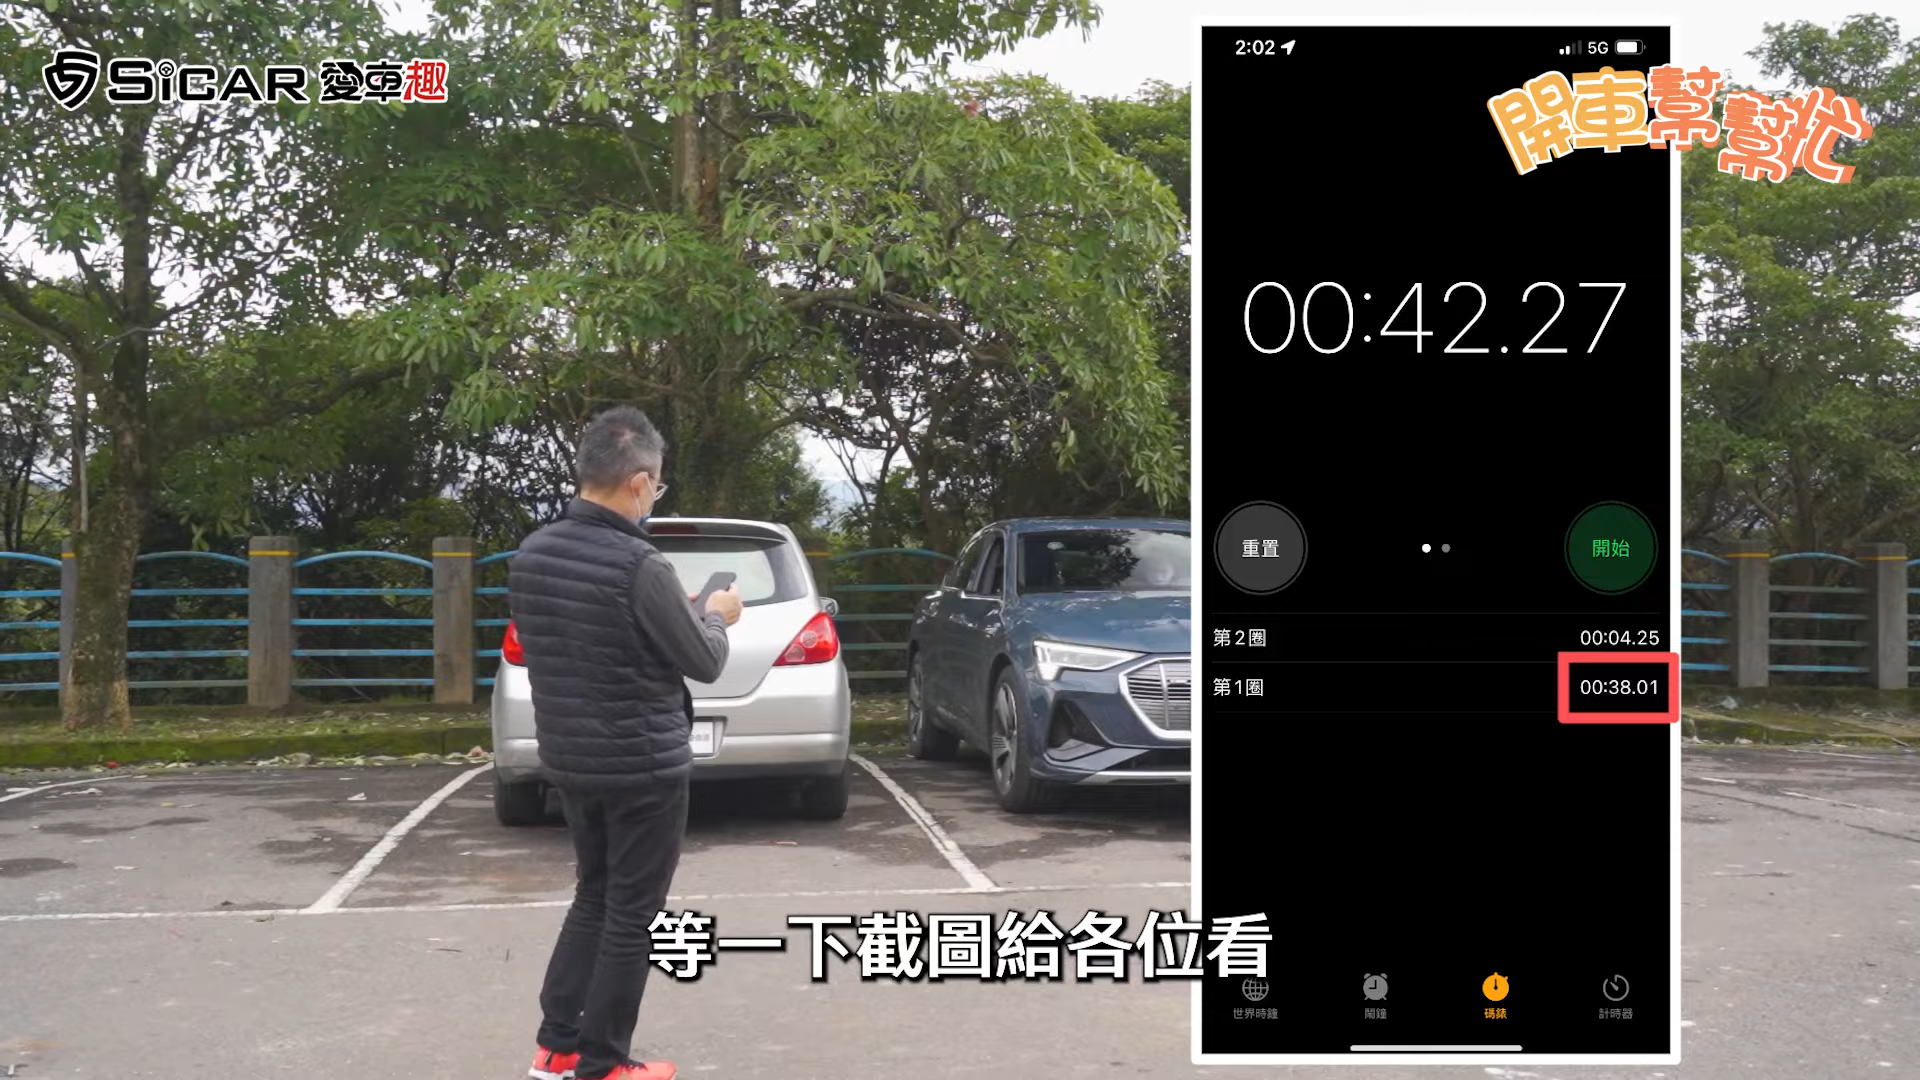 SiCAR 愛車趣
2:02
5G
開車幫幫忙
00:42.27
重置
開始
第2圈 00:04.25
第1圈 00:38.01
等一下截圖給各位看
世界時鐘
鬧鐘
碼錶
計時器